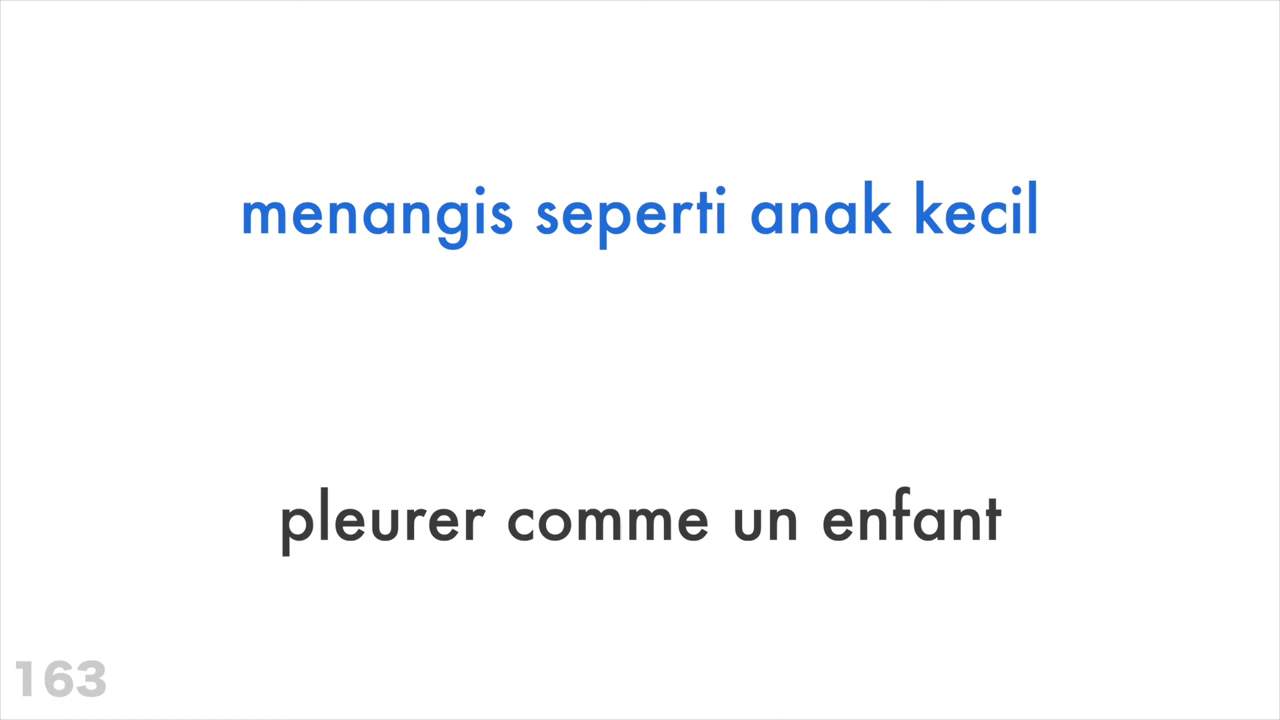 menangis seperti anak kecil
pleurer comme un enfant
163